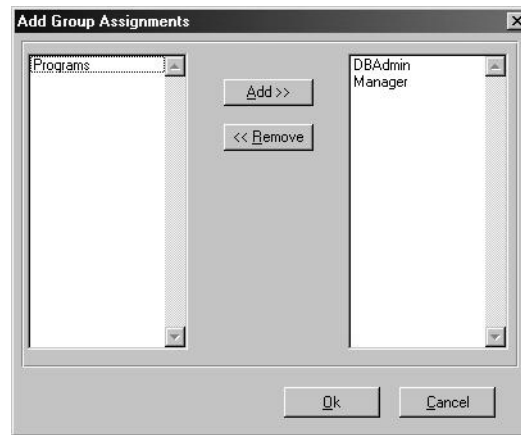 Add Group Assignments
Programs
Add >>
<< Remove
DBAdmin
Manager
Ok
Cancel